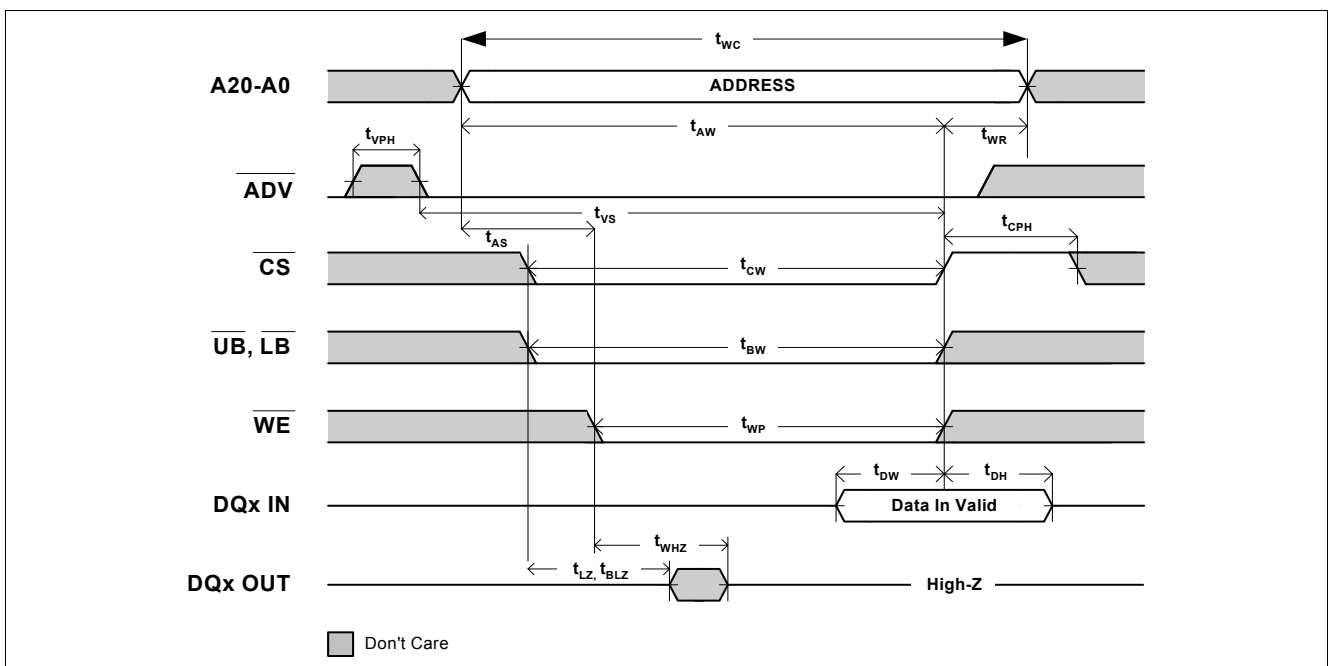 tWC
A20-A0
ADDRESS
tAW
tWR
tVPH
ADV
tVS
tCPH
tAS
CS
tCW
UB, LB
tBW
WE
tWP
tDW
tDH
DQx IN
Data In Valid
tWHZ
tLZ, tBLZ
DQx OUT
High-Z
Don't Care